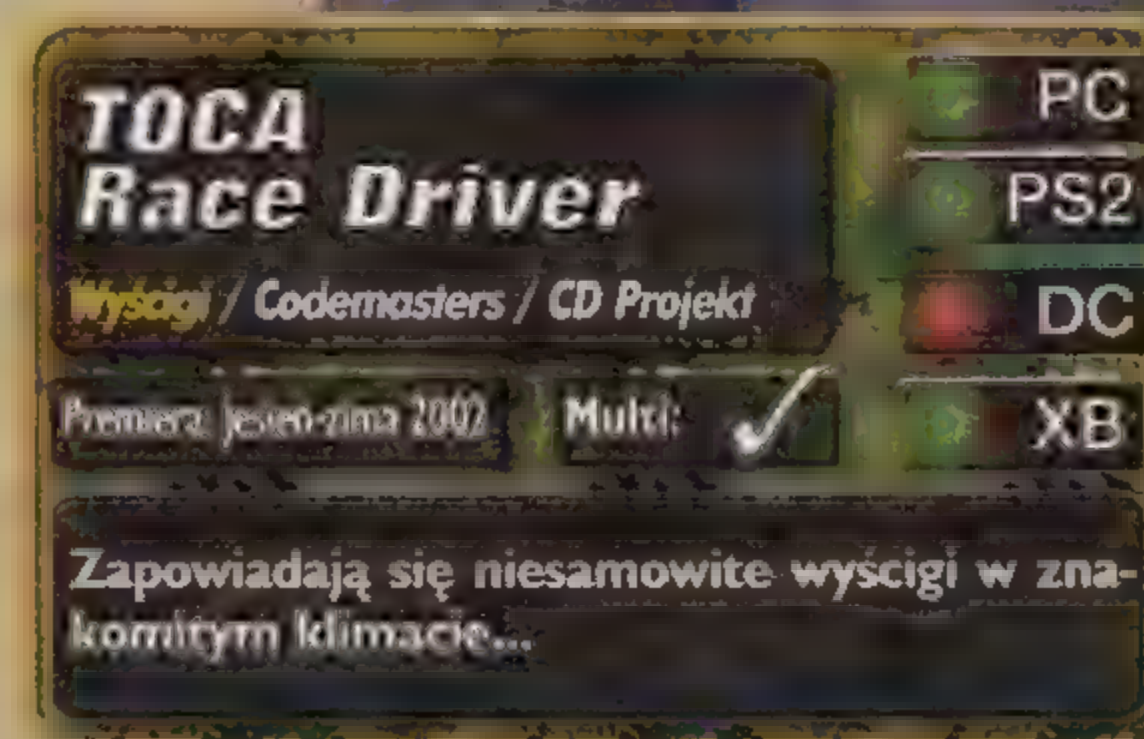 TOCA
Race Driver
Wyścigi / Codemasters / CD Projekt
Premiera: jesień-zima 2002
Multi:
PC
PS2
DC
XB
Zapowiadają się niesamowite wyścigi w zna-
komitym klimacie...